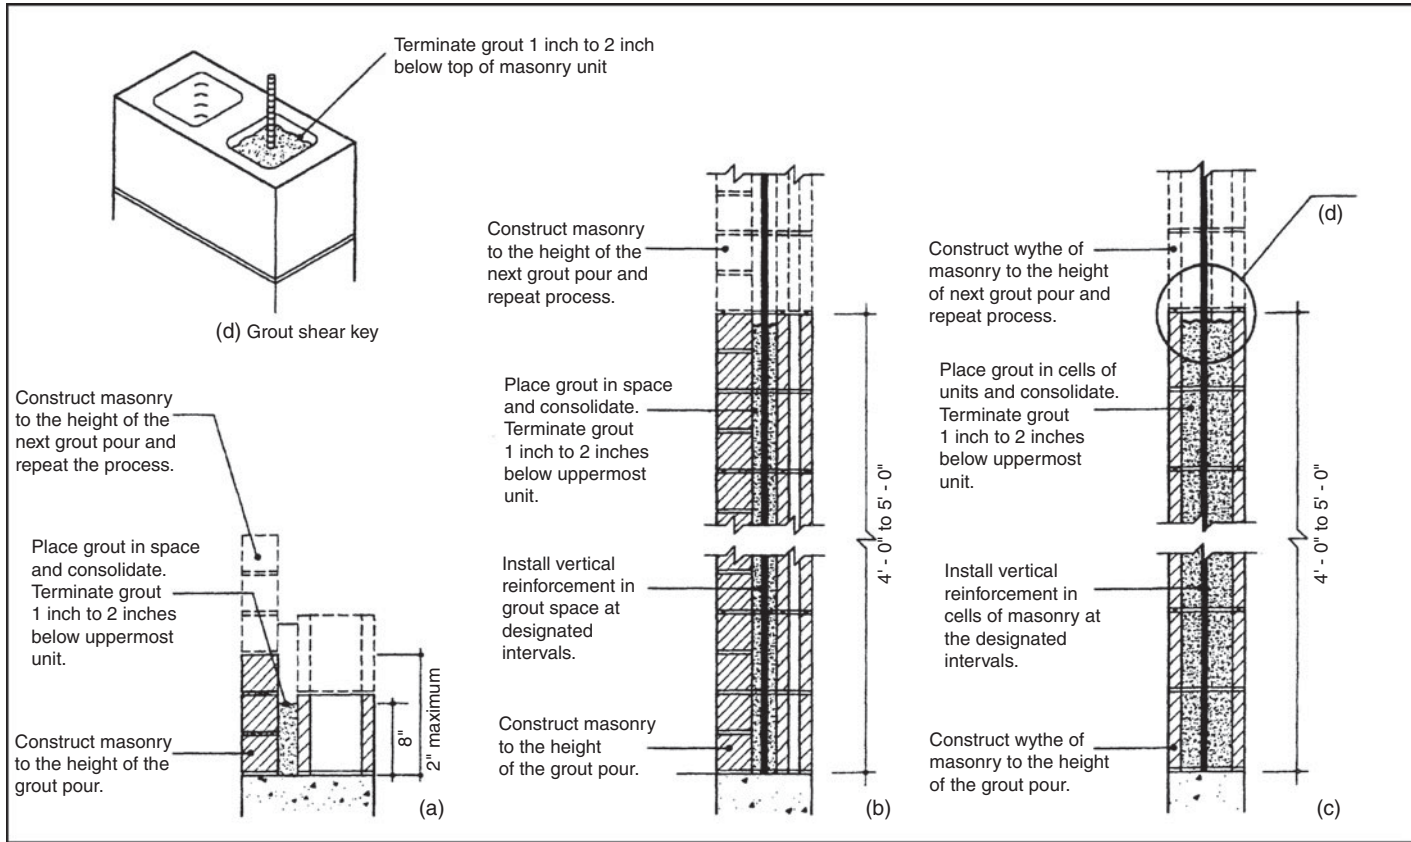 Terminate grout 1 inch to 2 inch
below top of masonry unit
(d) Grout shear key
Construct masonry
to the height of the
next grout pour and
repeat the process.
Place grout in space
and consolidate.
Terminate grout
1 inch to 2 inches
below uppermost
unit.
Construct masonry
to the height of the
grout pour.
8"
2" maximum
(a)
Construct masonry
to the height of the
next grout pour and
repeat process.
Place grout in space
and consolidate.
Terminate grout
1 inch to 2 inches
below uppermost
unit.
Install vertical
reinforcement in
grout space at
designated
intervals.
Construct masonry
to the height
of the grout pour.
4' - 0" to 5' - 0"
(b)
(d)
Construct wythe of
masonry to the height
of next grout pour and
repeat process.
Place grout in cells of
units and consolidate.
Terminate grout
1 inch to 2 inches
below uppermost
unit.
Install vertical
reinforcement in
cells of masonry at
the designated
intervals.
Construct wythe of
masonry to the height
of the grout pour.
4' - 0" to 5' - 0"
(c)